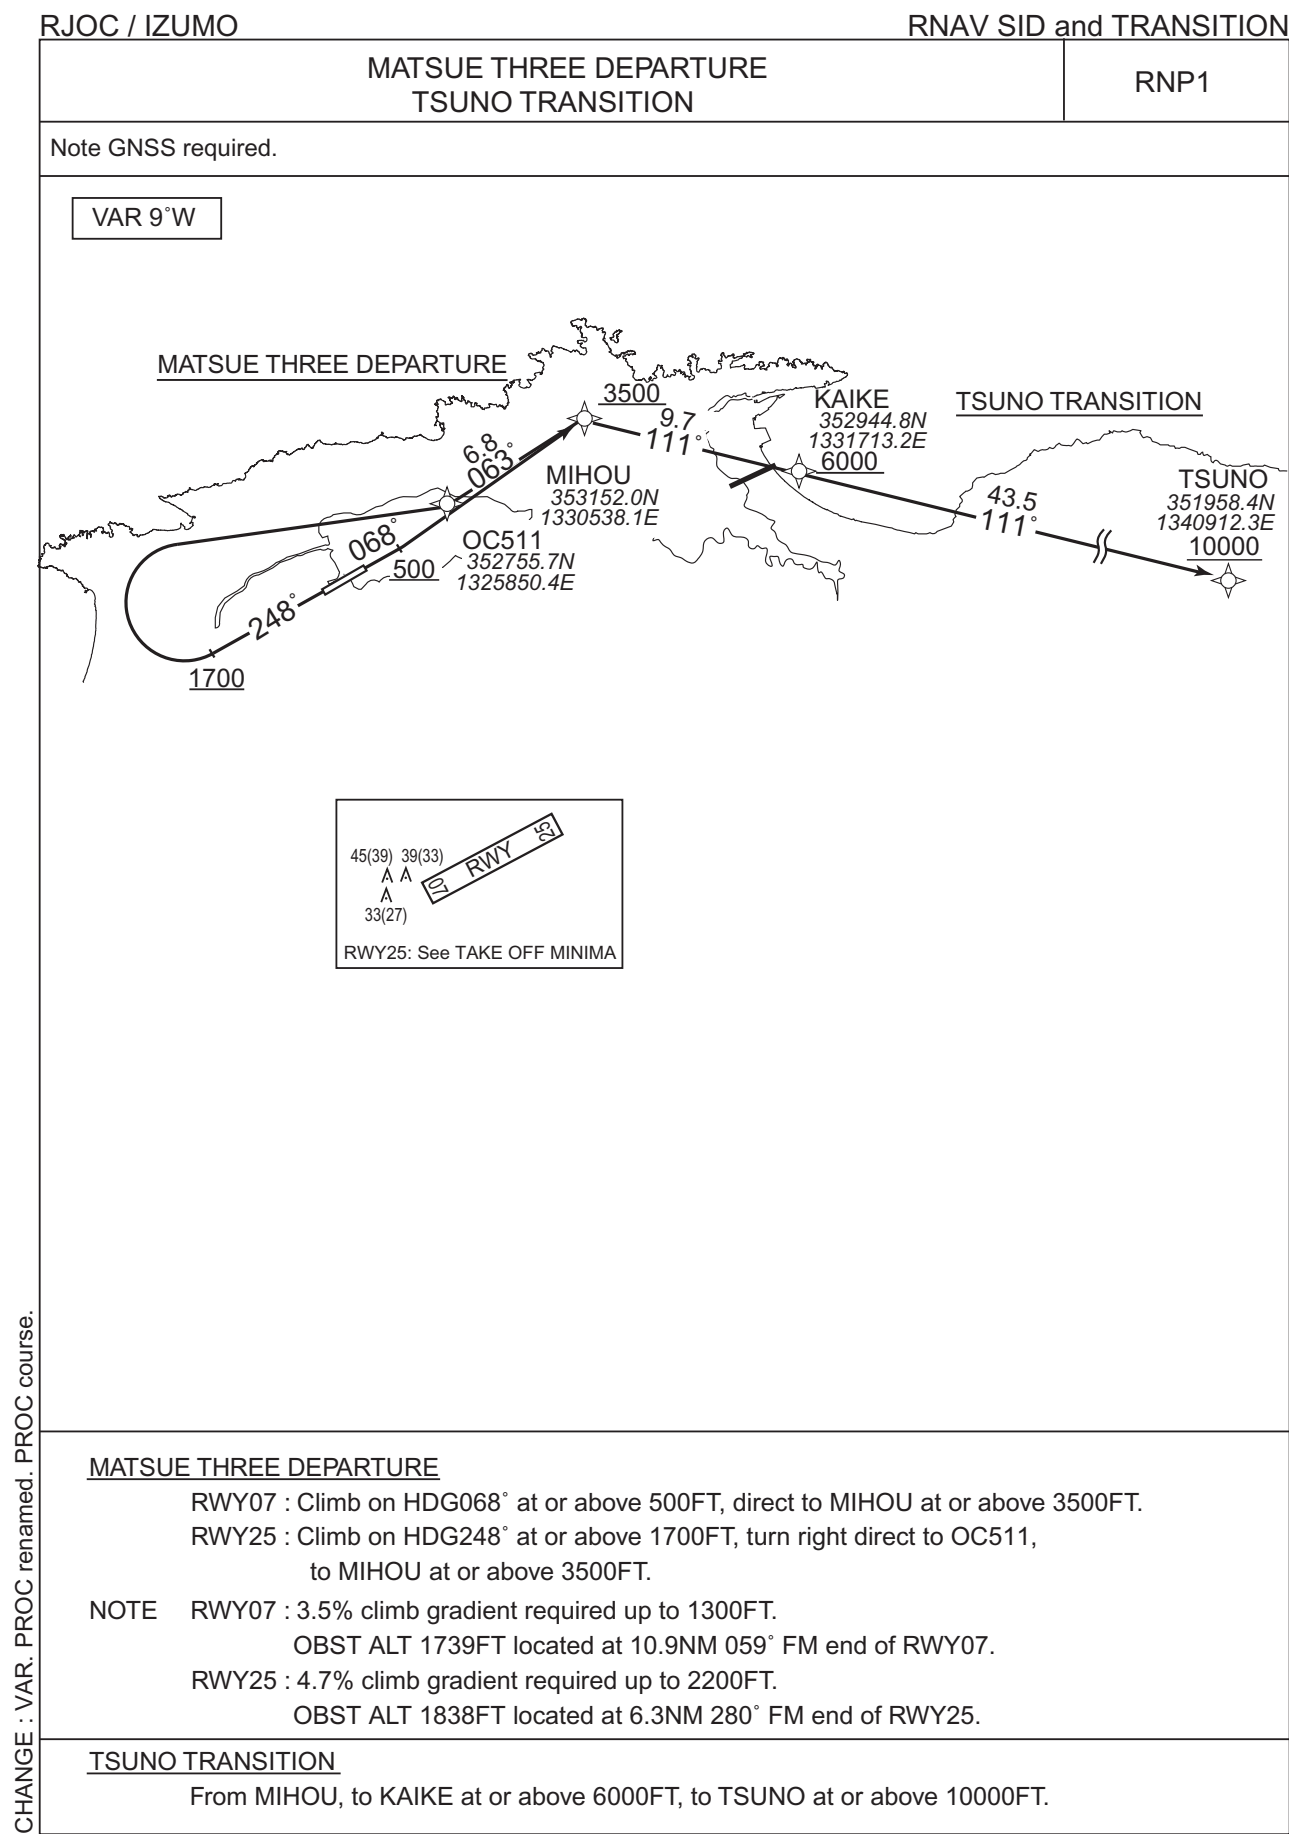 RJOC / IZUMO
RNAV SID and TRANSITION
MATSUE THREE DEPARTURE
TSUNO TRANSITION
RNP1
Note GNSS required.
VAR 9˚W
MATSUE THREE DEPARTURE
3500
9.7
111˚
KAIKE
352944.8N
1331713.2E
6000
TSUNO TRANSITION
6.8
063˚
MIHOU
353152.0N
1330538.1E
TSUNO
351958.4N
1340912.3E
10000
43.5
111˚
068˚
OC511
352755.7N
1325850.4E
500
248˚
1700
45(39) 39(33)
33(27)
07 RWY 25
RWY25: See TAKE OFF MINIMA
MATSUE THREE DEPARTURE
RWY07 : Climb on HDG068˚ at or above 500FT, direct to MIHOU at or above 3500FT.
RWY25 : Climb on HDG248˚ at or above 1700FT, turn right direct to OC511,
to MIHOU at or above 3500FT.
NOTE RWY07 : 3.5% climb gradient required up to 1300FT.
OBST ALT 1739FT located at 10.9NM 059˚ FM end of RWY07.
RWY25 : 4.7% climb gradient required up to 2200FT.
OBST ALT 1838FT located at 6.3NM 280˚ FM end of RWY25.
TSUNO TRANSITION
From MIHOU, to KAIKE at or above 6000FT, to TSUNO at or above 10000FT.
CHANGE : VAR. PROC renamed. PROC course.